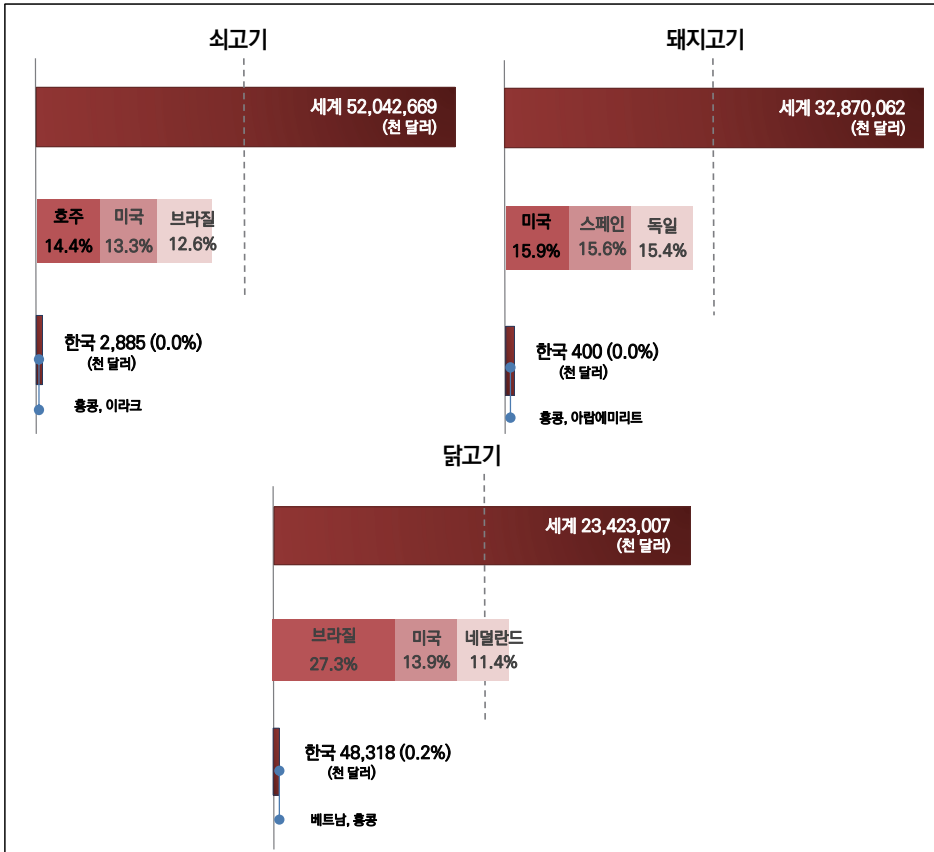 쇠고기
세계 52,042,669
(천 달러)
호주
14.4%
미국
13.3%
브라질
12.6%
한국 2,885 (0.0%)
(천 달러)
홍콩, 이라크
돼지고기
세계 32,870,062
(천 달러)
미국
15.9%
스페인
15.6%
독일
15.4%
한국 400 (0.0%)
(천 달러)
홍콩, 아랍에미리트
닭고기
세계 23,423,007
(천 달러)
브라질
27.3%
미국
13.9%
네덜란드
11.4%
한국 48,318 (0.2%)
(천 달러)
베트남, 홍콩